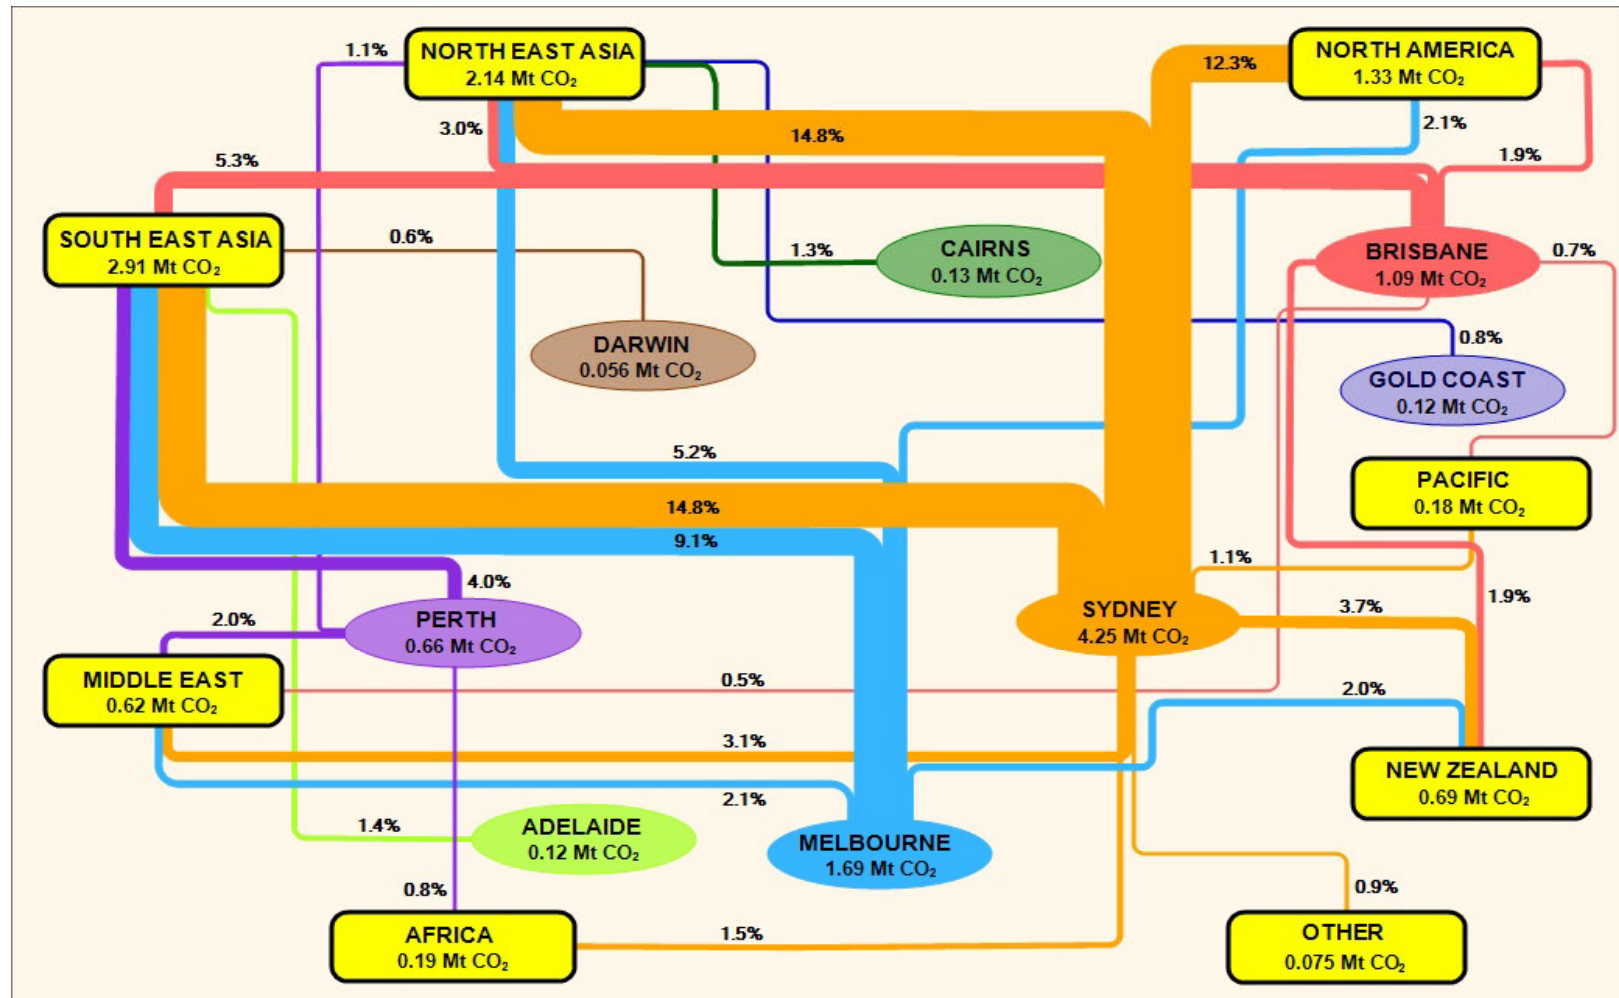 1.1%
NORTH EAST ASIA
2.14 Mt CO₂
12.3%
NORTH AMERICA
1.33 Mt CO₂
3.0%
14.8%
2.1%
5.3%
1.9%
SOUTH EAST ASIA
2.91 Mt CO₂
0.6%
1.3%
CAIRNS
0.13 Mt CO₂
BRISBANE
1.09 Mt CO₂
0.7%
DARWIN
0.056 Mt CO₂
0.8%
GOLD COAST
0.12 Mt CO₂
5.2%
PACIFIC
0.18 Mt CO₂
14.8%
9.1%
1.1%
4.0%
1.9%
PERTH
0.66 Mt CO₂
2.0%
SYDNEY
4.25 Mt CO₂
3.7%
MIDDLE EAST
0.62 Mt CO₂
0.5%
2.0%
3.1%
NEW ZEALAND
0.69 Mt CO₂
2.1%
1.4%
ADELAIDE
0.12 Mt CO₂
MELBOURNE
1.69 Mt CO₂
0.8%
0.9%
AFRICA
0.19 Mt CO₂
1.5%
OTHER
0.075 Mt CO₂